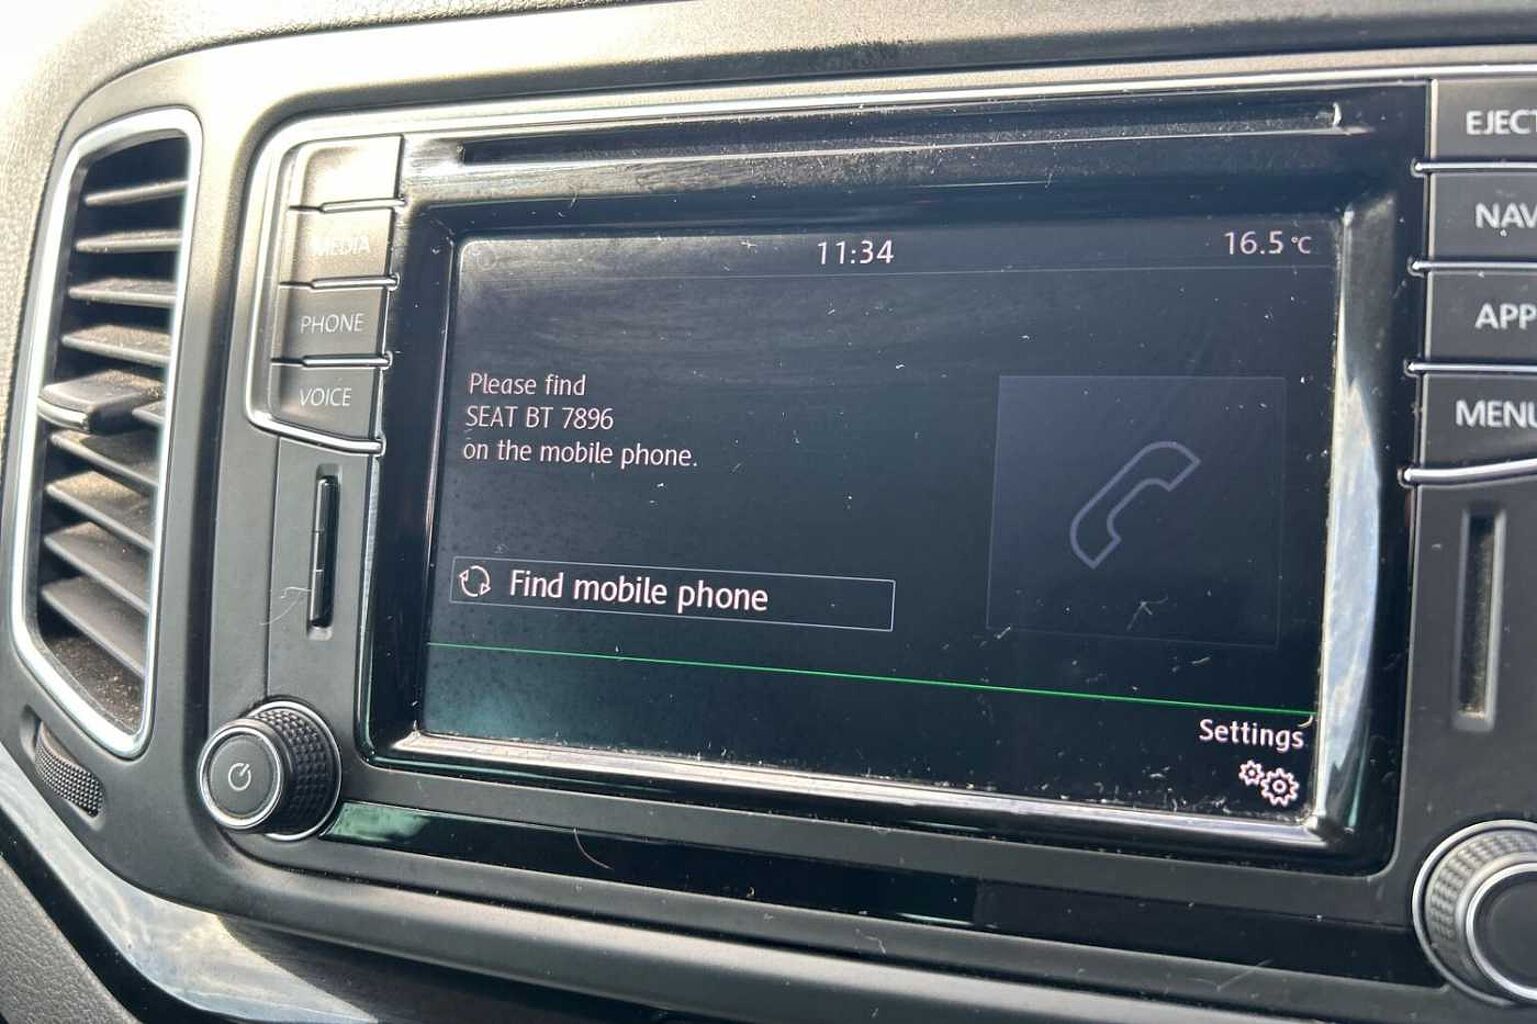 11:34
16.5 °C
MEDIA
PHONE
VOICE
Please find
SEAT BT 7896
on the mobile phone.
Find mobile phone
Settings
EJECT
NAV
APP
MENU